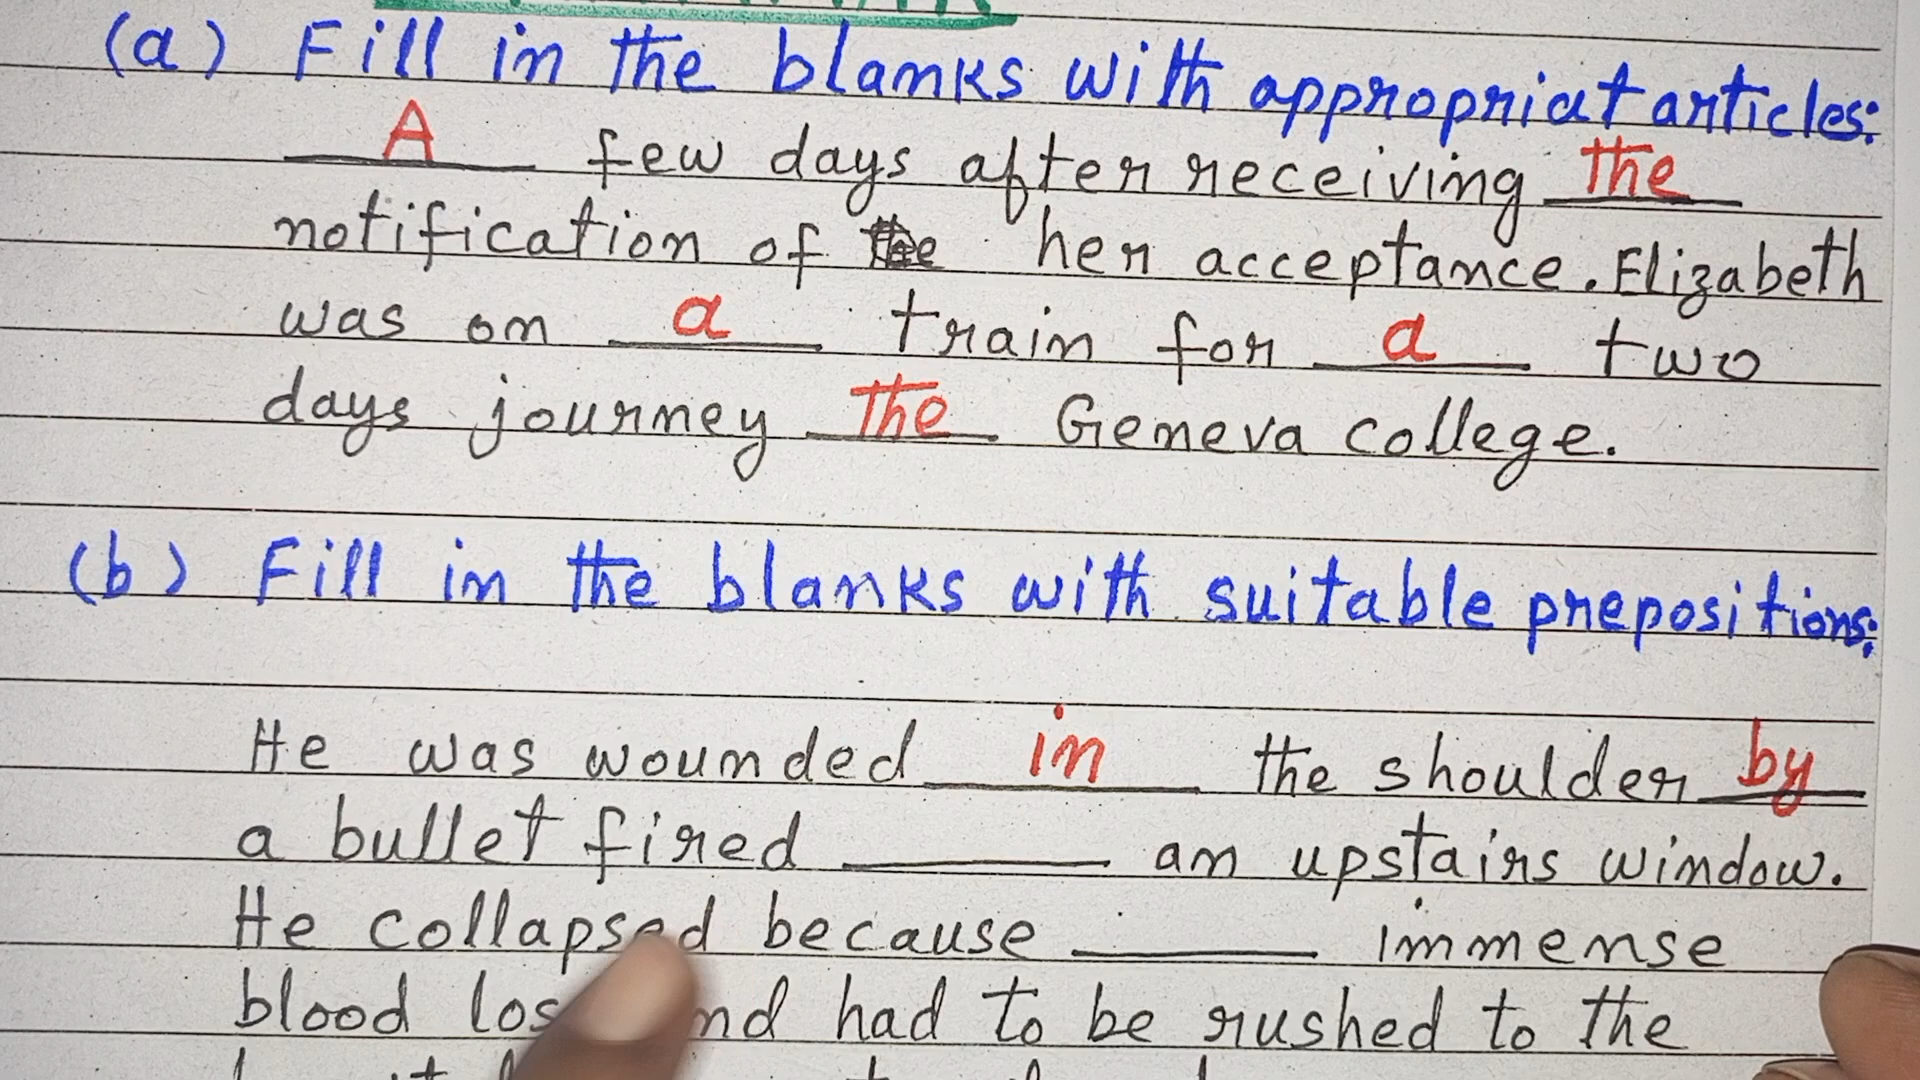 (a) Fill in the blanks with appropriat articles:
A few days after receiving the
notification of the her acceptance. Elizabeth
was on a train for a two
days journey the Geneva college.
(b) Fill in the blanks with suitable prepositions:
He was wounded in the shoulder by
a bullet fired ______ an upstairs window.
He collapsed because ______ immense
blood had to be rushed to the